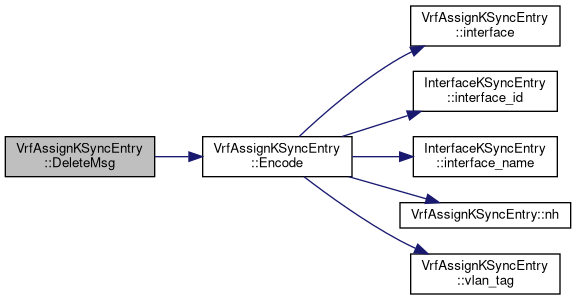 VrfAssignKSyncEntry
::DeleteMsg
VrfAssignKSyncEntry
::Encode
VrfAssignKSyncEntry
::interface
InterfaceKSyncEntry
::interface_id
InterfaceKSyncEntry
::interface_name
VrfAssignKSyncEntry::nh
VrfAssignKSyncEntry
::vlan_tag